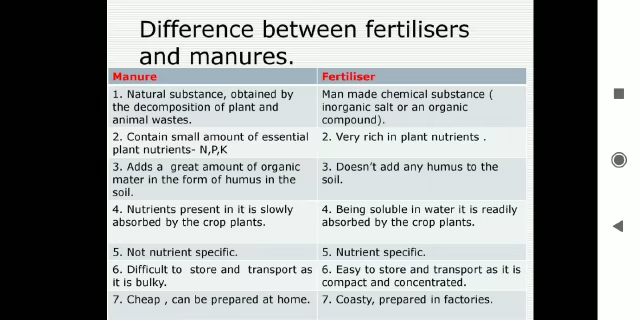 Difference between fertilisers
and manures.
Manure
Fertiliser
1. Natural substance, obtained by
the decomposition of plant and
animal wastes.
Man made chemical substance (
inorganic salt or an organic
compound).
2. Contain small amount of essential
plant nutrients- N,P,K
2. Very rich in plant nutrients .
3. Adds a great amount of organic
mater in the form of humus in the
soil.
3. Doesn't add any humus to the
soil.
4. Nutrients present in it is slowly
absorbed by the crop plants.
4. Being soluble in water it is readily
absorbed by the crop plants.
5. Not nutrient specific.
5. Nutrient specific.
6. Difficult to store and transport as
it is bulky.
6. Easy to store and transport as it is
compact and concentrated.
7. Cheap , can be prepared at home.
7. Coasty, prepared in factories.